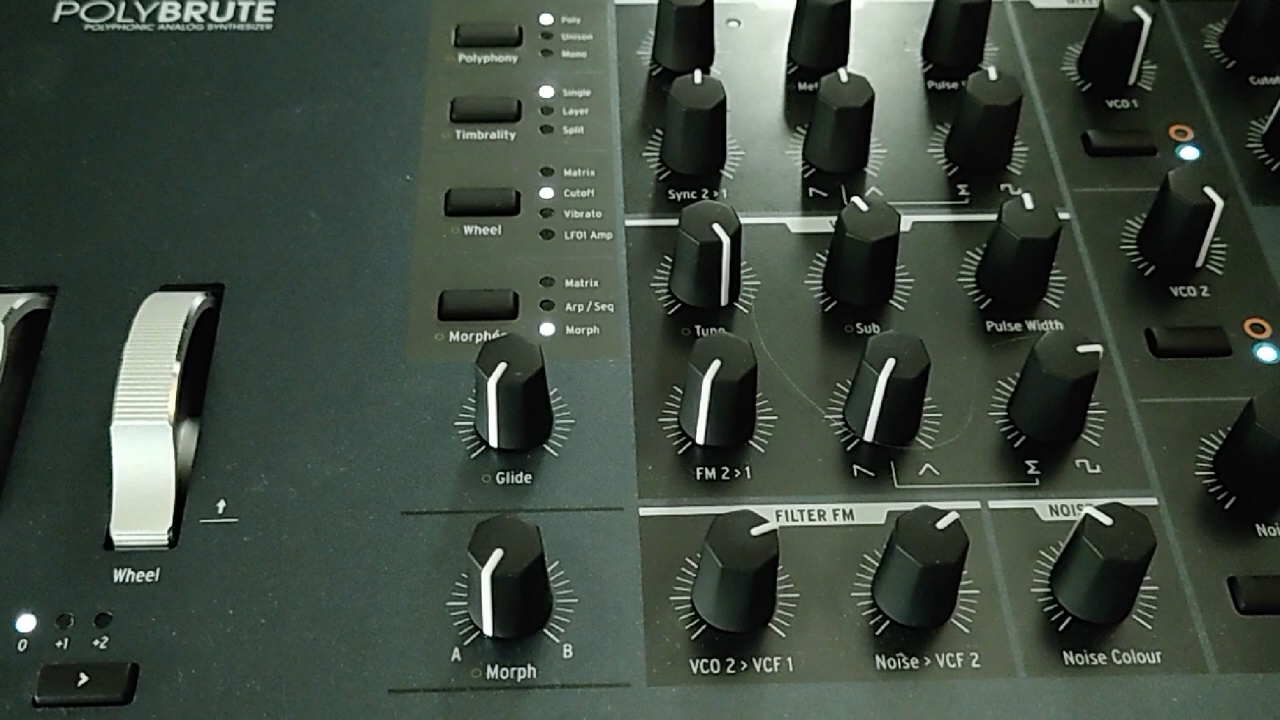 POLYBRUTE
POLYPHONIC ANALOG SYNTHESIZER
Polyphony
Poly
Unison
Mono
Timbrality
Single
Layer
Split
Wheel
Matrix
Cutoff
Vibrato
LFO1 Amp
Matrix
Arp/Seq
Morph
Glide
Morph
A
B
Wheel
0
+1
+2
Pulse
VCO 1
Sync 2>1
Tune
Sub
Pulse Width
VCO 2
FM 2>1
FILTER FM
VCO 2 > VCF 1
Noise > VCF 2
Noise Colour